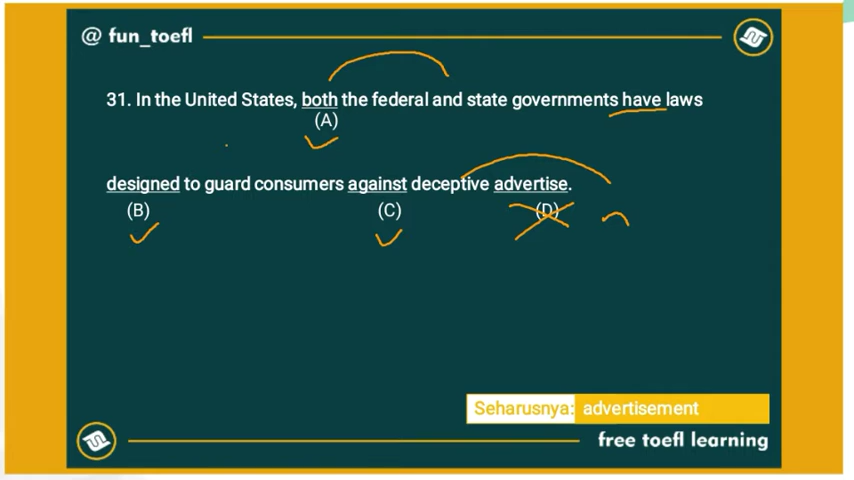 @ fun_toefl
31. In the United States, both the federal and state governments have laws
(A)
designed to guard consumers against deceptive advertise.
(B) (C) (D) n
Seharusnya: advertisement
free toefl learning